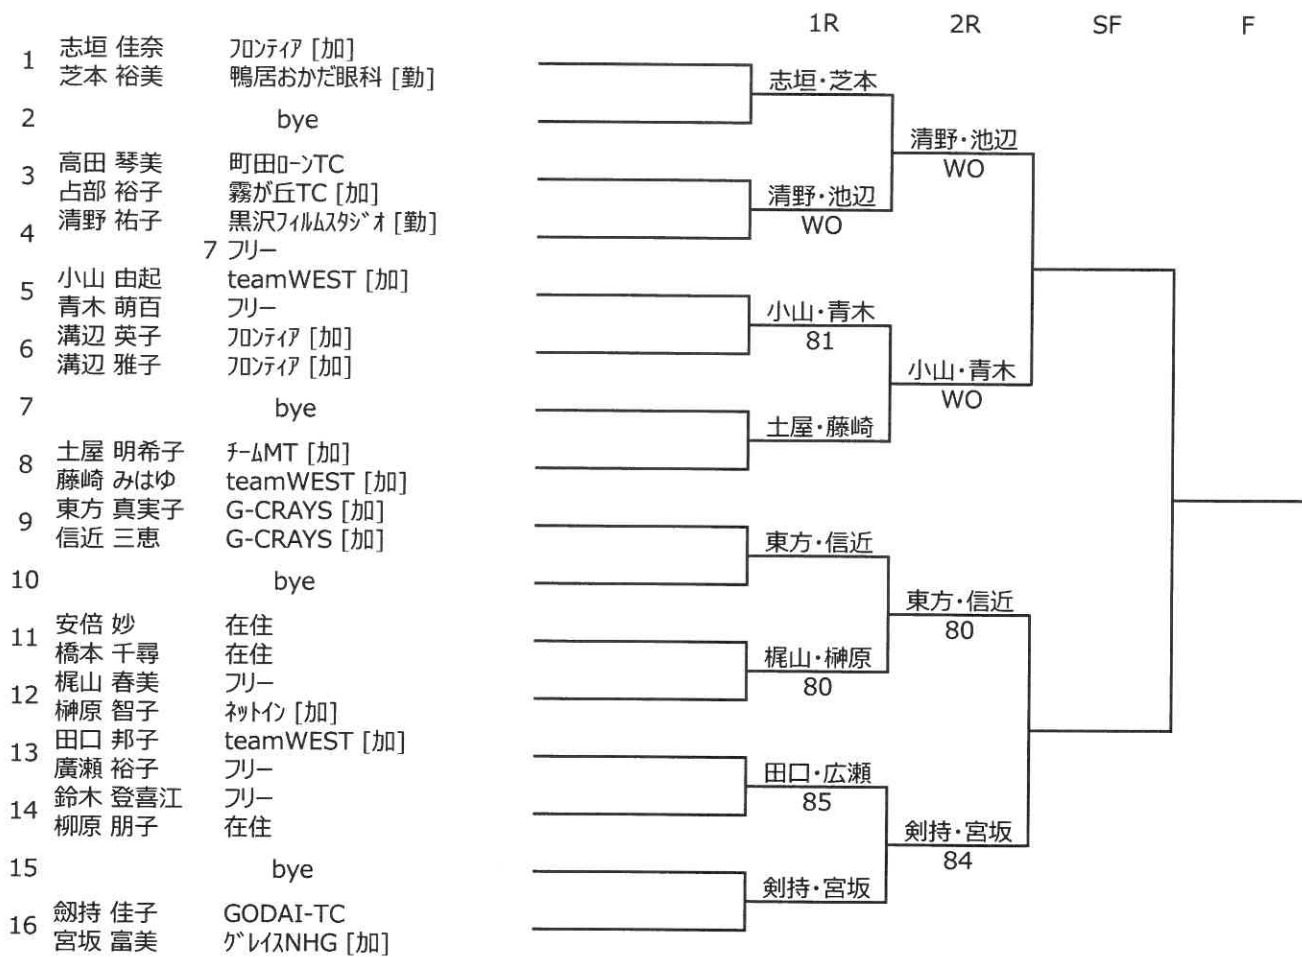 1R 2R SF F
1 志垣 佳奈 フロンティア [加]
芝本 裕美 鴨居おかだ眼科 [勤]
志垣・芝本
2 bye
清野・池辺
WO
3 高田 琴美 町田ローンTC
占部 裕子 霧が丘TC [加]
清野・池辺
WO
4 清野 祐子 黒沢フィルムスタジオ [勤]
7 フリー
5 小山 由起 teamWEST [加]
青木 萌百 フリー
小山・青木
81
6 溝辺 英子 フロンティア [加]
溝辺 雅子 フロンティア [加]
小山・青木
WO
7 bye
土屋・藤崎
8 土屋 明希子 チームMT [加]
藤崎 みはゆ teamWEST [加]
9 東方 真実子 G-CRAYS [加]
信近 三恵 G-CRAYS [加]
東方・信近
10 bye
東方・信近
80
11 安倍 妙 在住
橋本 千尋 在住
梶山・榊原
80
12 梶山 春美 フリー
榊原 智子 ネットイン [加]
13 田口 邦子 teamWEST [加]
廣瀬 裕子 フリー
田口・広瀬
85
14 鈴木 登喜江 フリー
柳原 朋子 在住
剣持・宮坂
84
15 bye
剣持・宮坂
16 劔持 佳子 GODAI-TC
宮坂 富美 グレイスNHG [加]